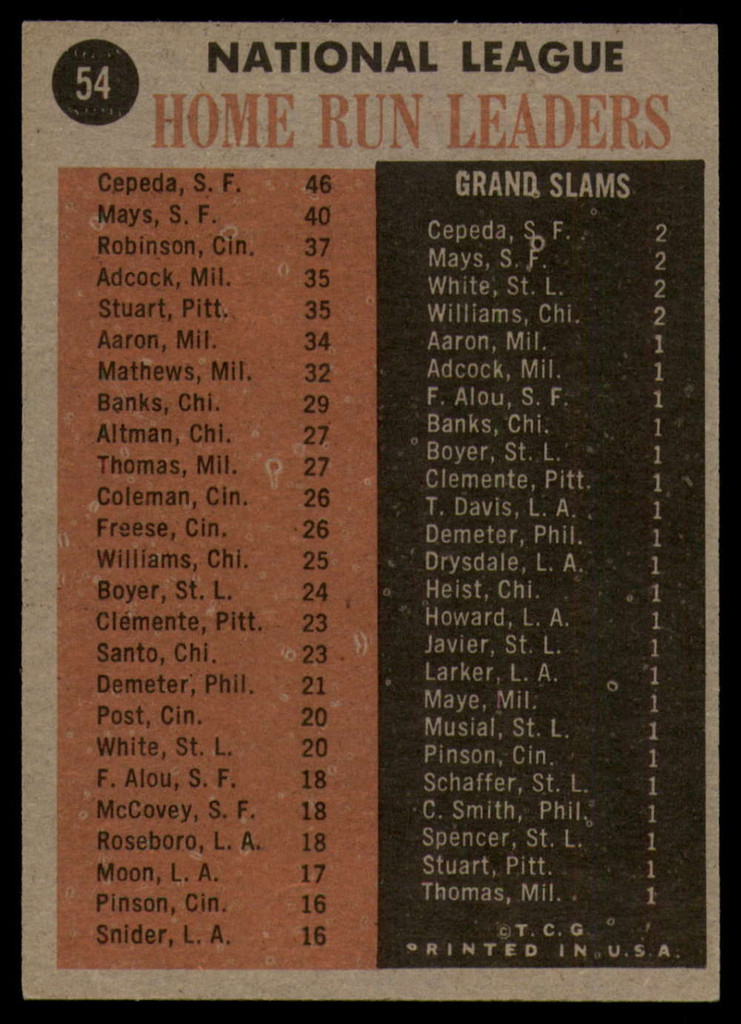 54
NATIONAL LEAGUE
HOME RUN LEADERS
Cepeda, S. F. 46
Mays, S. F. 40
Robinson, Cin. 37
Adcock, Mil. 35
Stuart, Pitt. 35
Aaron, Mil. 34
Mathews, Mil. 32
Banks, Chi. 29
Altman, Chi. 27
Thomas, Mil. 27
Coleman, Cin. 26
Freese, Cin. 26
Williams, Chi. 25
Boyer, St. L. 24
Clemente, Pitt. 23
Santo, Chi. 23
Demeter, Phil. 21
Post, Cin. 20
White, St. L. 20
F. Alou, S. F. 18
McCovey, S. F. 18
Roseboro, L. A. 18
Moon, L. A. 17
Pinson, Cin. 16
Snider, L. A. 16
GRAND SLAMS
Cepeda, S. F. 2
Mays, S. F. 2
White, St. L. 2
Williams, Chi. 2
Aaron, Mil. 1
Adcock, Mil. 1
F. Alou, S. F. 1
Banks, Chi. 1
Boyer, St. L. 1
Clemente, Pitt. 1
T. Davis, L. A. 1
Demeter, Phil. 1
Drysdale, L. A. 1
Heist, Chi. 1
Howard, L. A. 1
Javier, St. L. 1
Larker, L. A. 1
Maye, Mil. 1
Musial, St. L. 1
Pinson, Cin. 1
Schaffer, St. L. 1
C. Smith, Phil. 1
Spencer, St. L. 1
Stuart, Pitt. 1
Thomas, Mil. 1
©T. C. G.
PRINTED IN U.S.A.